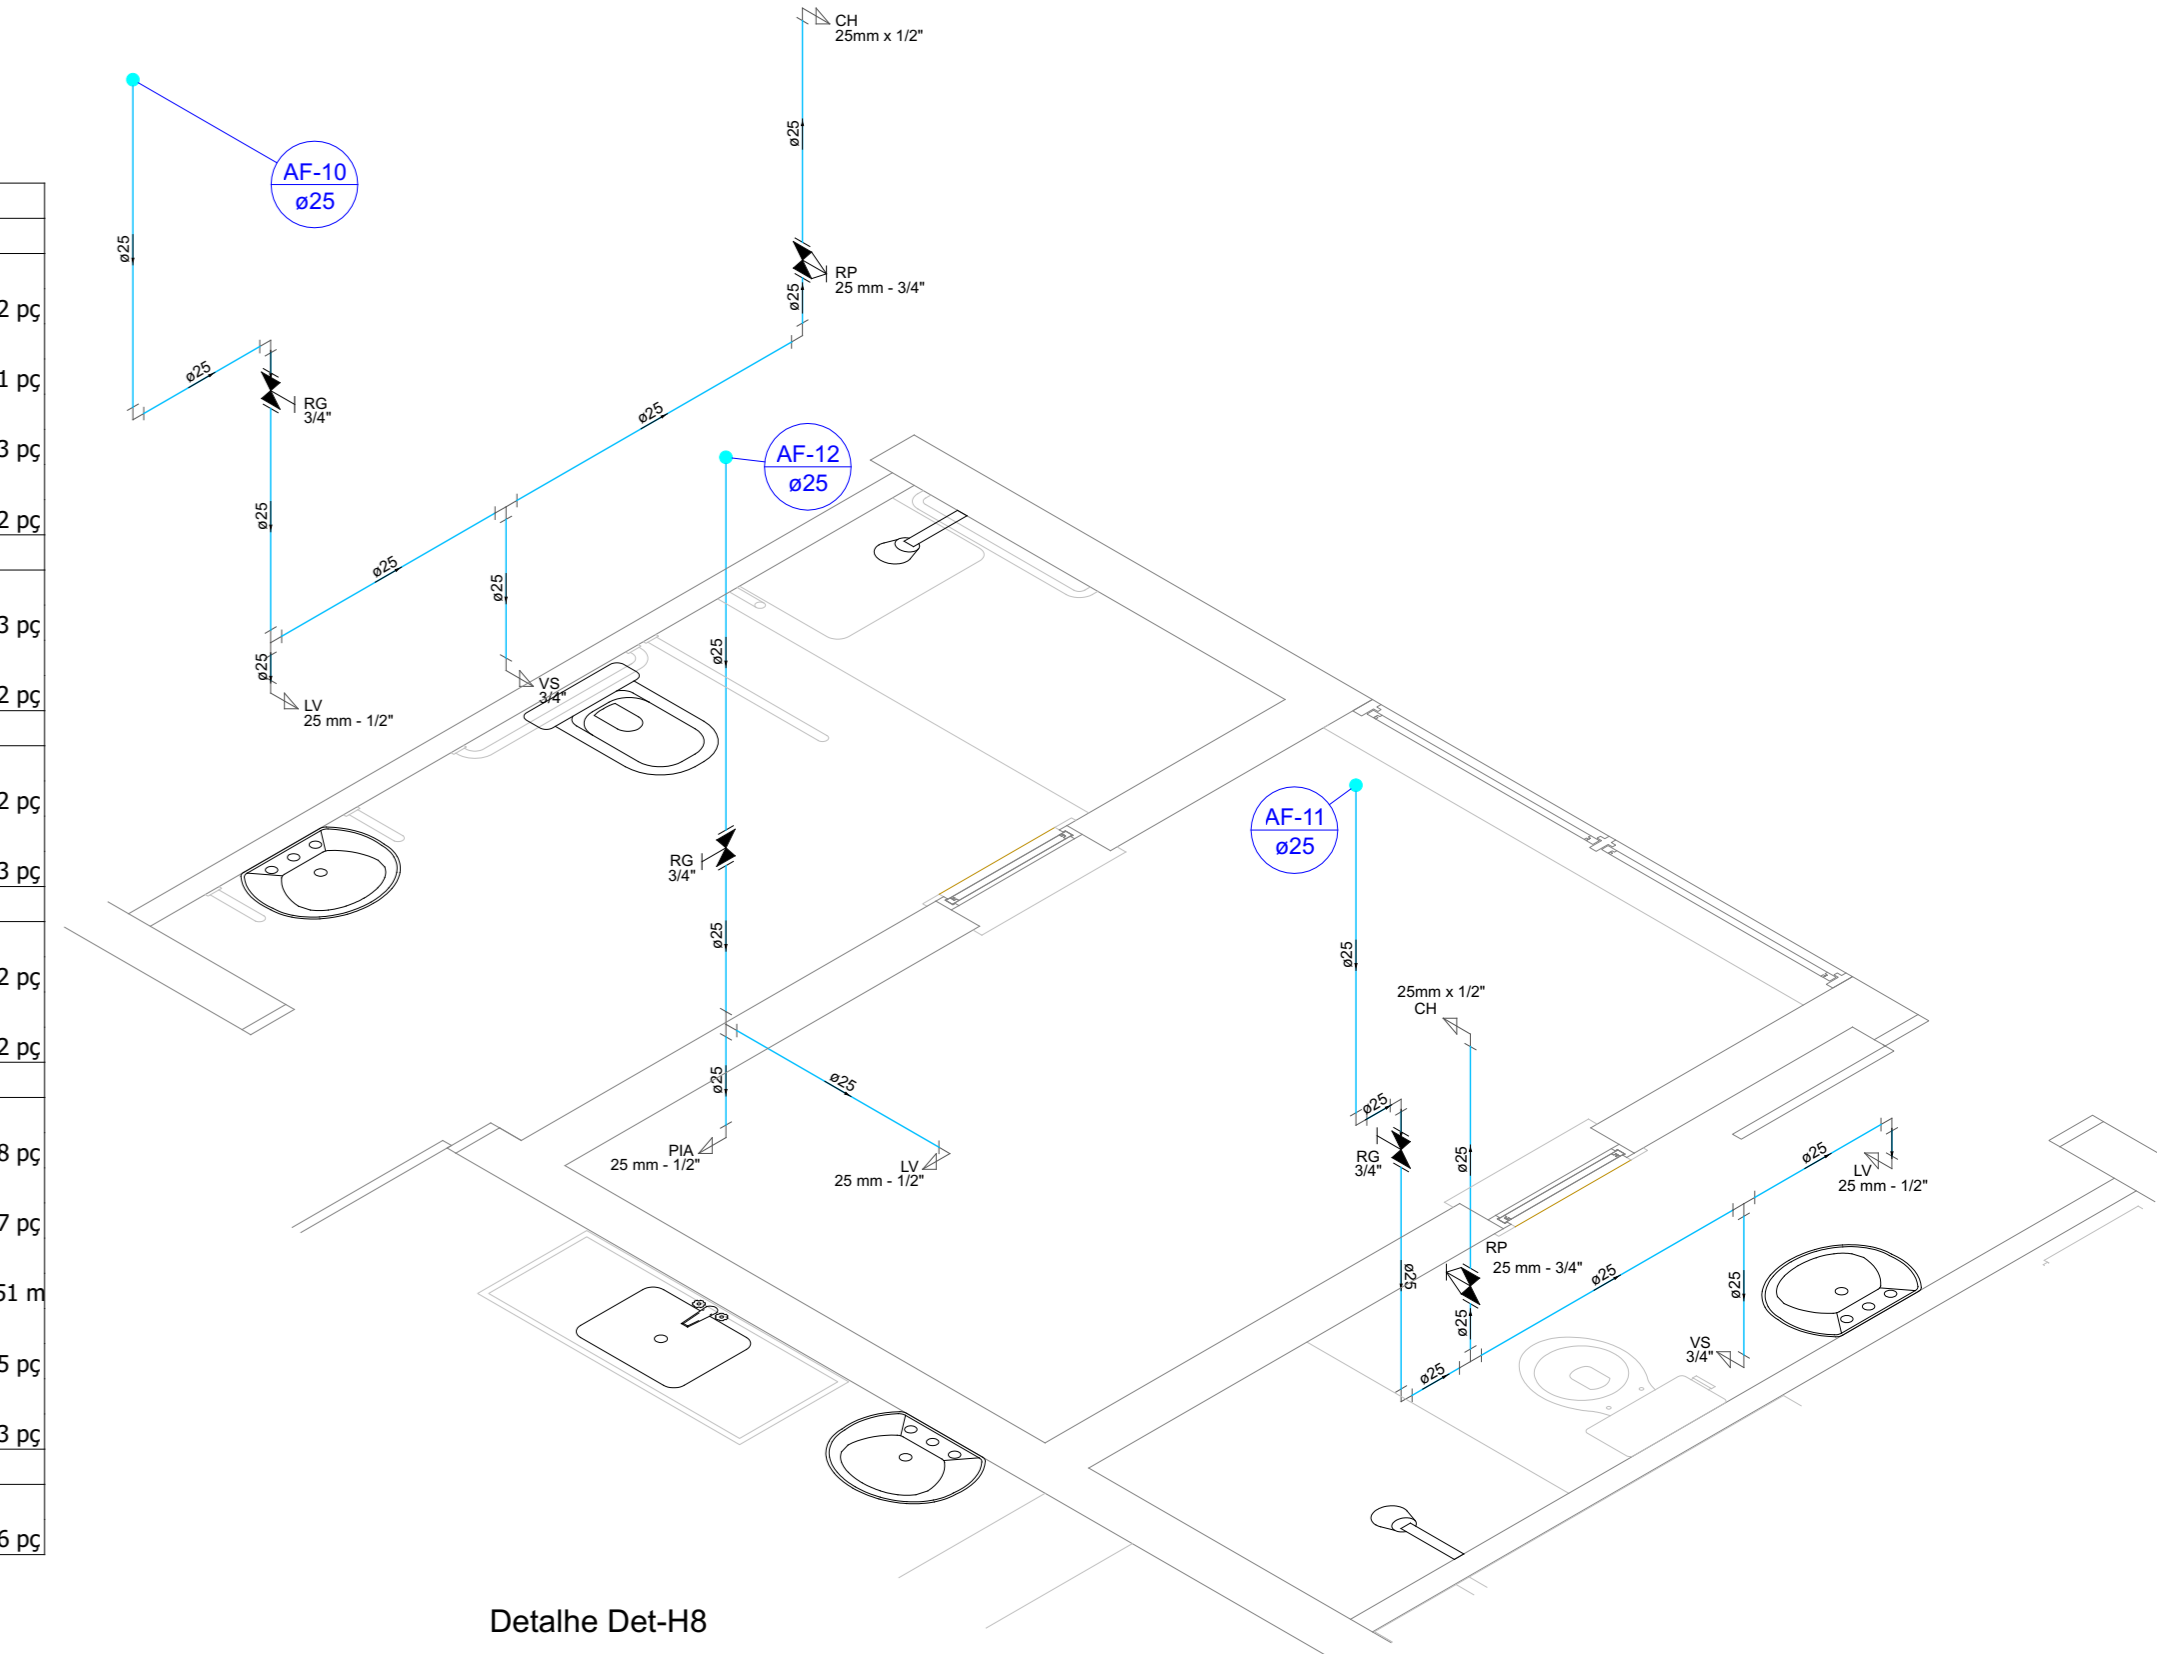 CH
25mm x 1/2"
AF-10
ø25
ø25
ø25
RP
25 mm - 3/4"
ø25
ø25
RG
3/4"
ø25
AF-12
ø25
ø25
ø25
ø25
ø25
ø25
VS
3/4"
LV
25 mm - 1/2"
AF-11
ø25
RG
3/4"
ø25
ø25
25mm x 1/2"
CH
ø25
ø25
ø25
PIA
25 mm - 1/2"
LV
25 mm - 1/2"
RG
3/4"
ø25
ø25
LV
25 mm - 1/2"
RP
25 mm - 3/4"
ø25
ø25
ø25
ø25
VS
3/4"
ø25
2 pç
1 pç
3 pç
2 pç
3 pç
2 pç
2 pç
3 pç
2 pç
2 pç
8 pç
7 pç
51 m
5 pç
3 pç
6 pç
Detalhe Det-H8